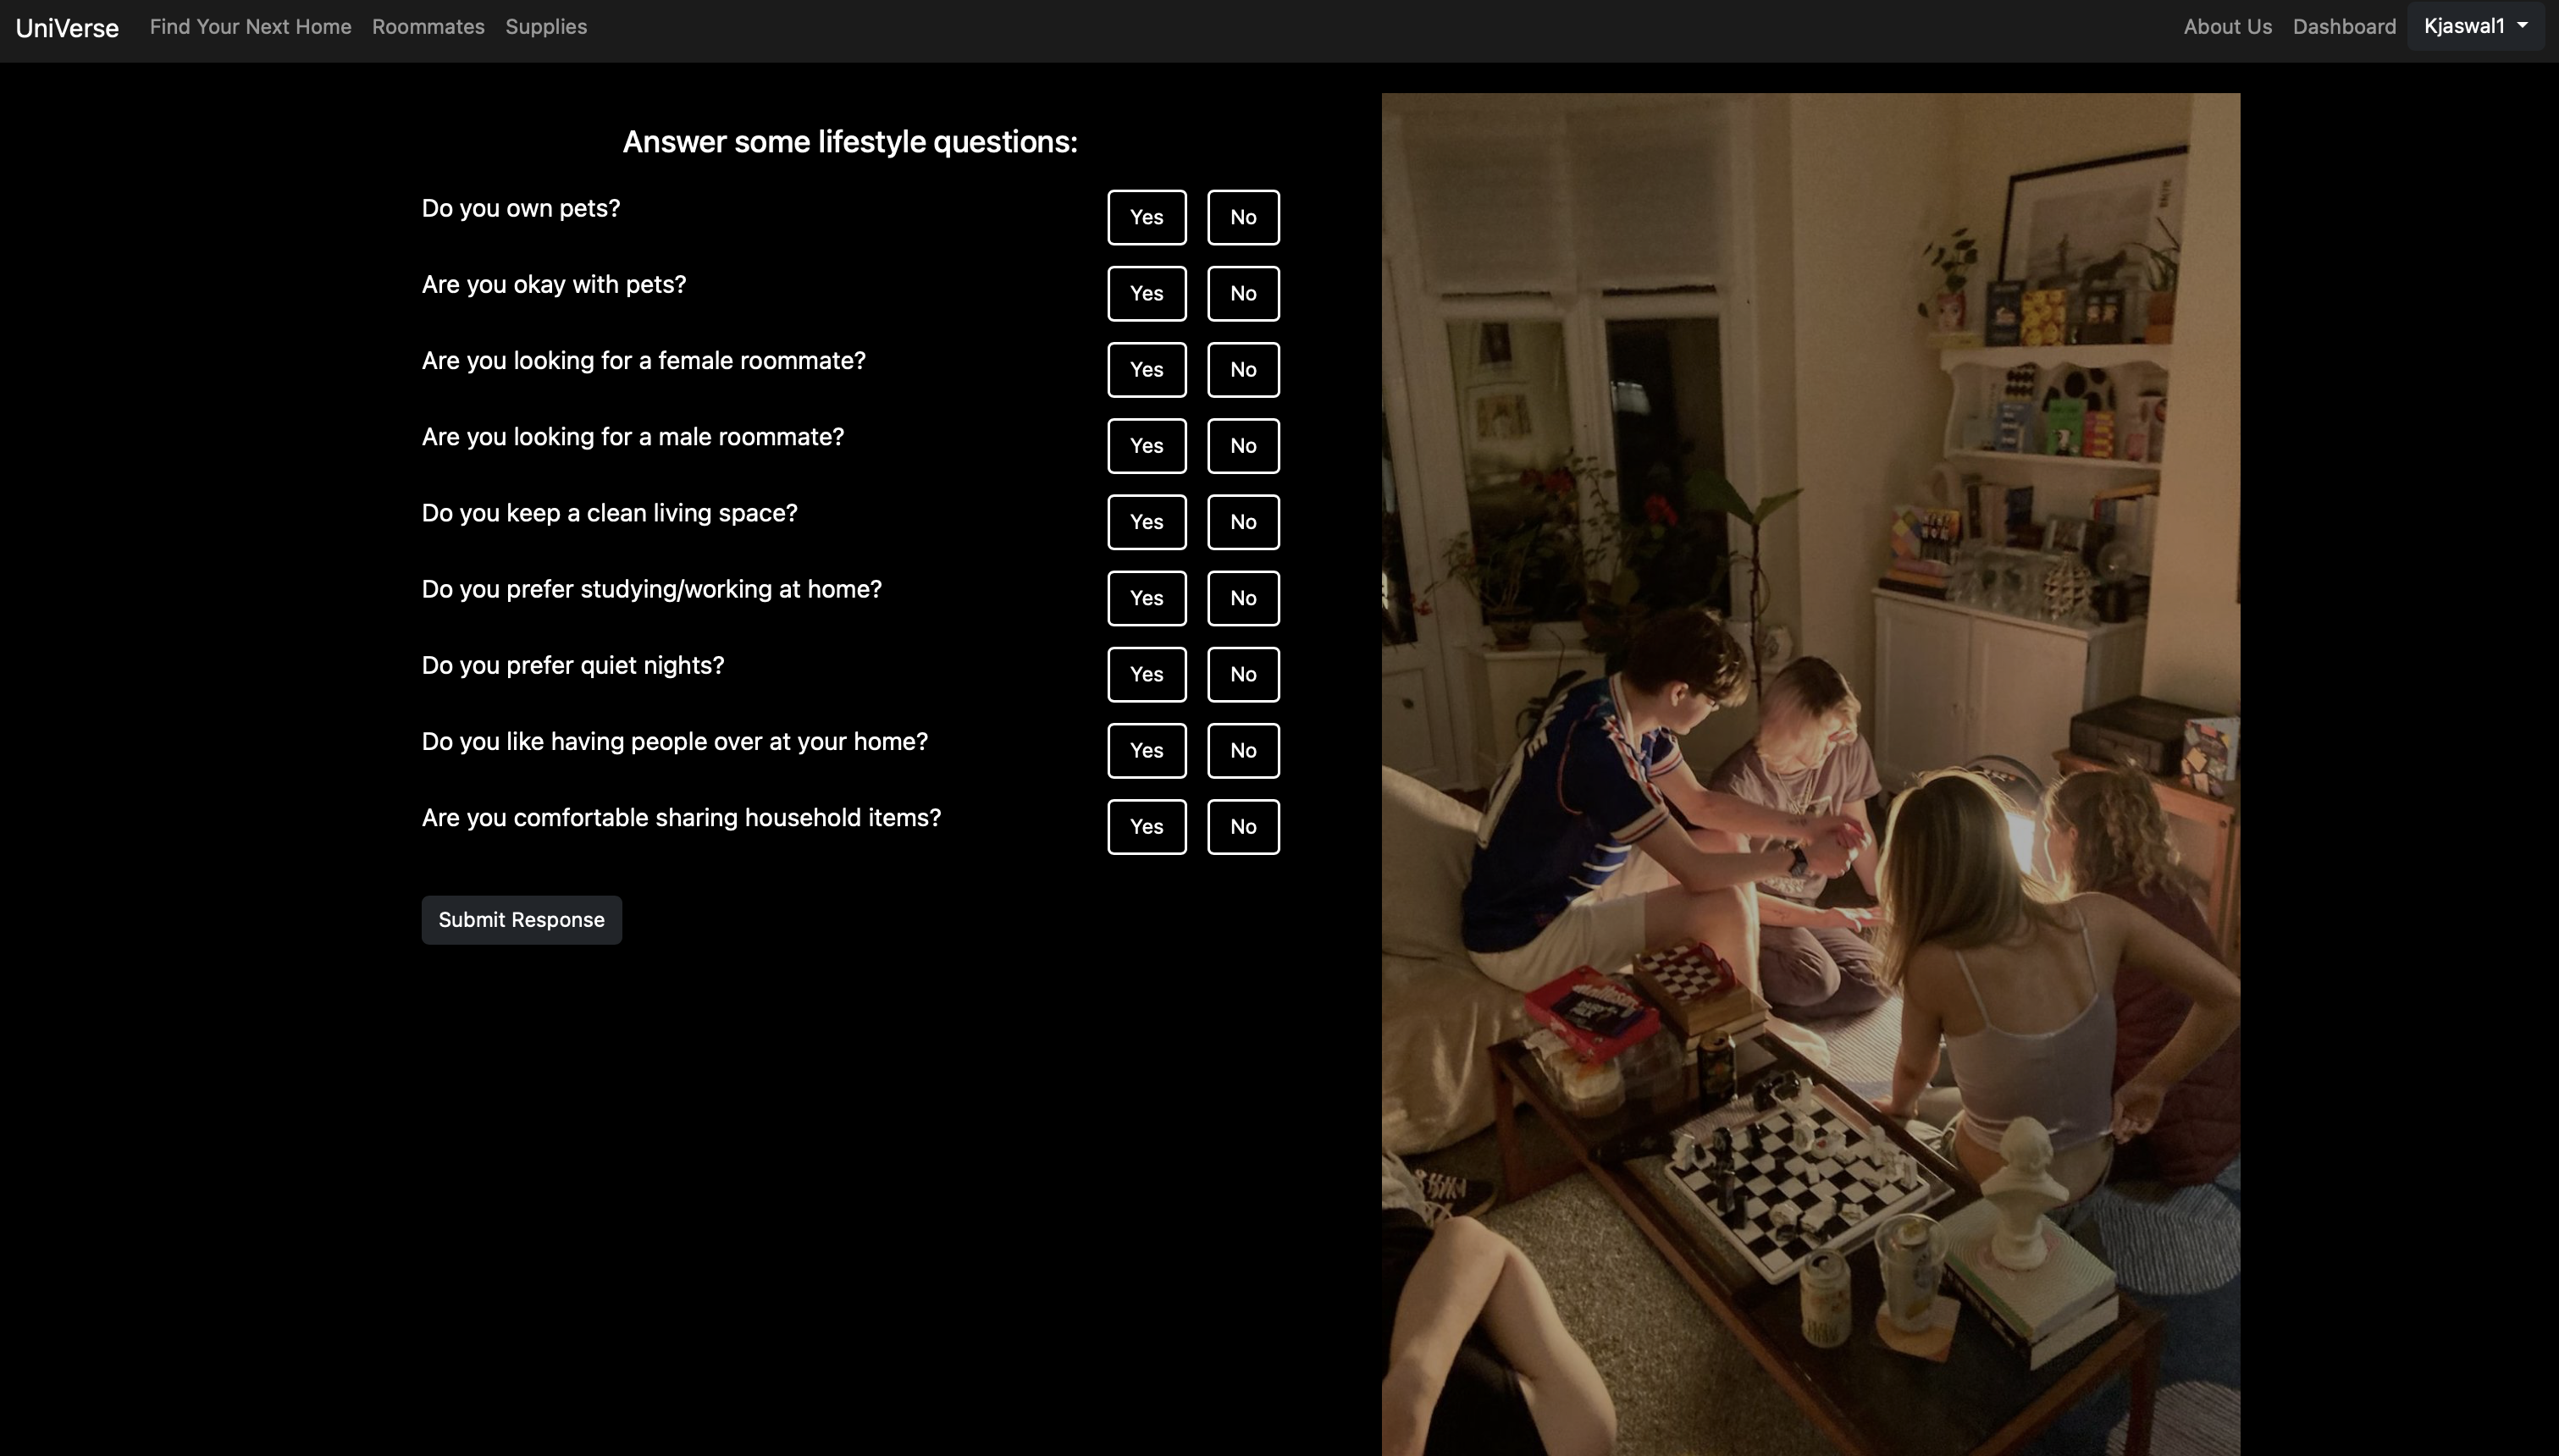 UniVerse Find Your Next Home Roommates Supplies About Us Dashboard Kjaswal1
Answer some lifestyle questions:
Do you own pets? Yes No
Are you okay with pets? Yes No
Are you looking for a female roommate? Yes No
Are you looking for a male roommate? Yes No
Do you keep a clean living space? Yes No
Do you prefer studying/working at home? Yes No
Do you prefer quiet nights? Yes No
Do you like having people over at your home? Yes No
Are you comfortable sharing household items? Yes No
Submit Response